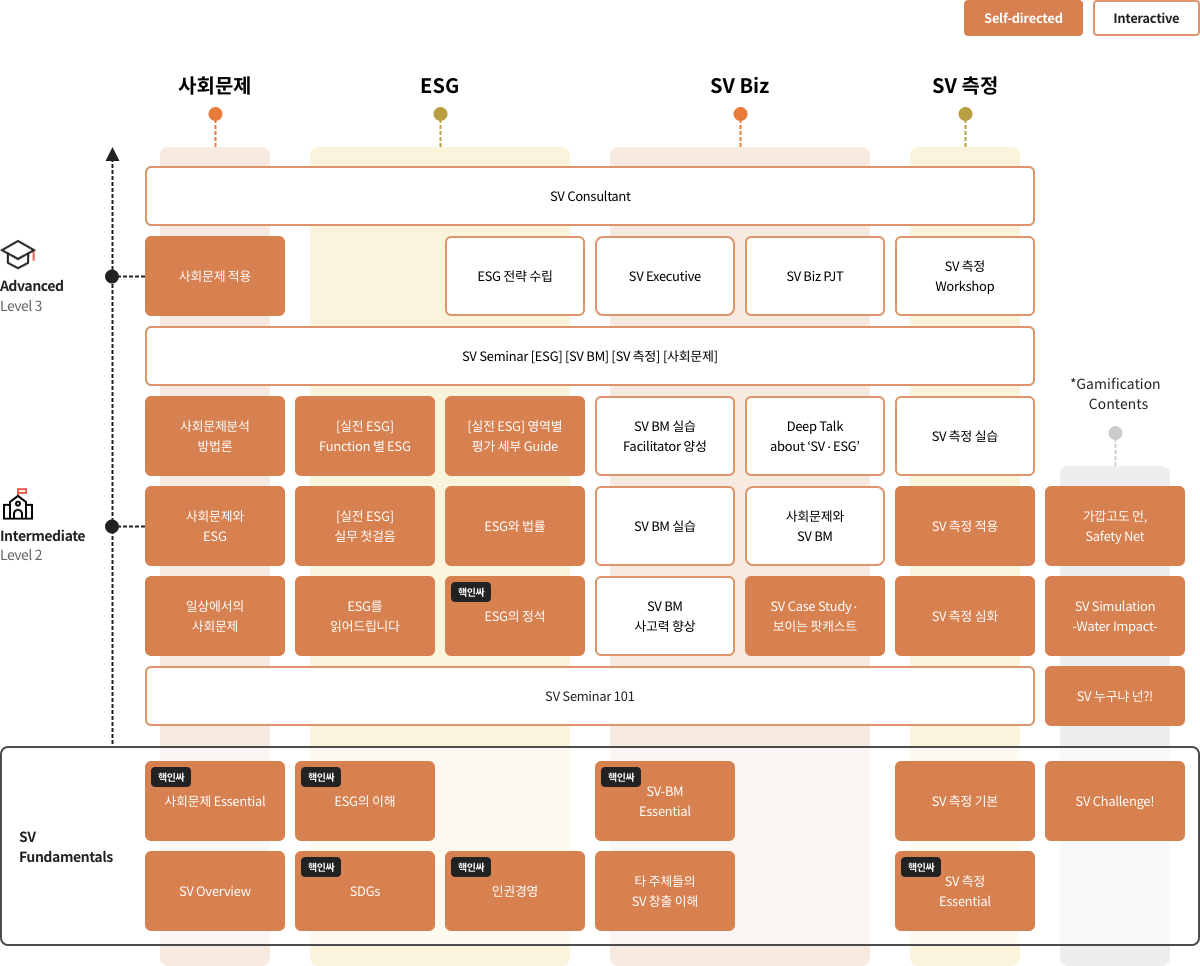 Self-directed
Interactive
사회문제
ESG
SV Biz
SV 측정
SV Consultant
Advanced
Level 3
사회문제 적용
ESG 전략 수립
SV Executive
SV Biz PJT
SV 측정
Workshop
SV Seminar [ESG] [SV BM] [SV 측정] [사회문제]
*Gamification
Contents
사회문제분석
방법론
[실전 ESG]
Function 별 ESG
[실전 ESG] 영역별
평가 세부 Guide
SV BM 실습
Facilitator 양성
Deep Talk
about ‘SV · ESG’
SV 측정 실습
Intermediate
Level 2
사회문제와
ESG
[실전 ESG]
실무 첫걸음
ESG와 법률
SV BM 실습
사회문제와
SV BM
SV 측정 적용
가깝고도 먼,
Safety Net
일상에서의
사회문제
ESG를
읽어드립니다
핵인싸
ESG의 정석
SV BM
사고력 향상
SV Case Study ·
보이는 팟캐스트
SV 측정 심화
SV Simulation
-Water Impact-
SV Seminar 101
SV 누구냐 넌?!
SV
Fundamentals
핵인싸
사회문제 Essential
핵인싸
ESG의 이해
핵인싸
SV-BM
Essential
SV 측정 기본
SV Challenge!
SV Overview
핵인싸
SDGs
핵인싸
인권경영
타 주체들의
SV 창출 이해
핵인싸
SV 측정
Essential